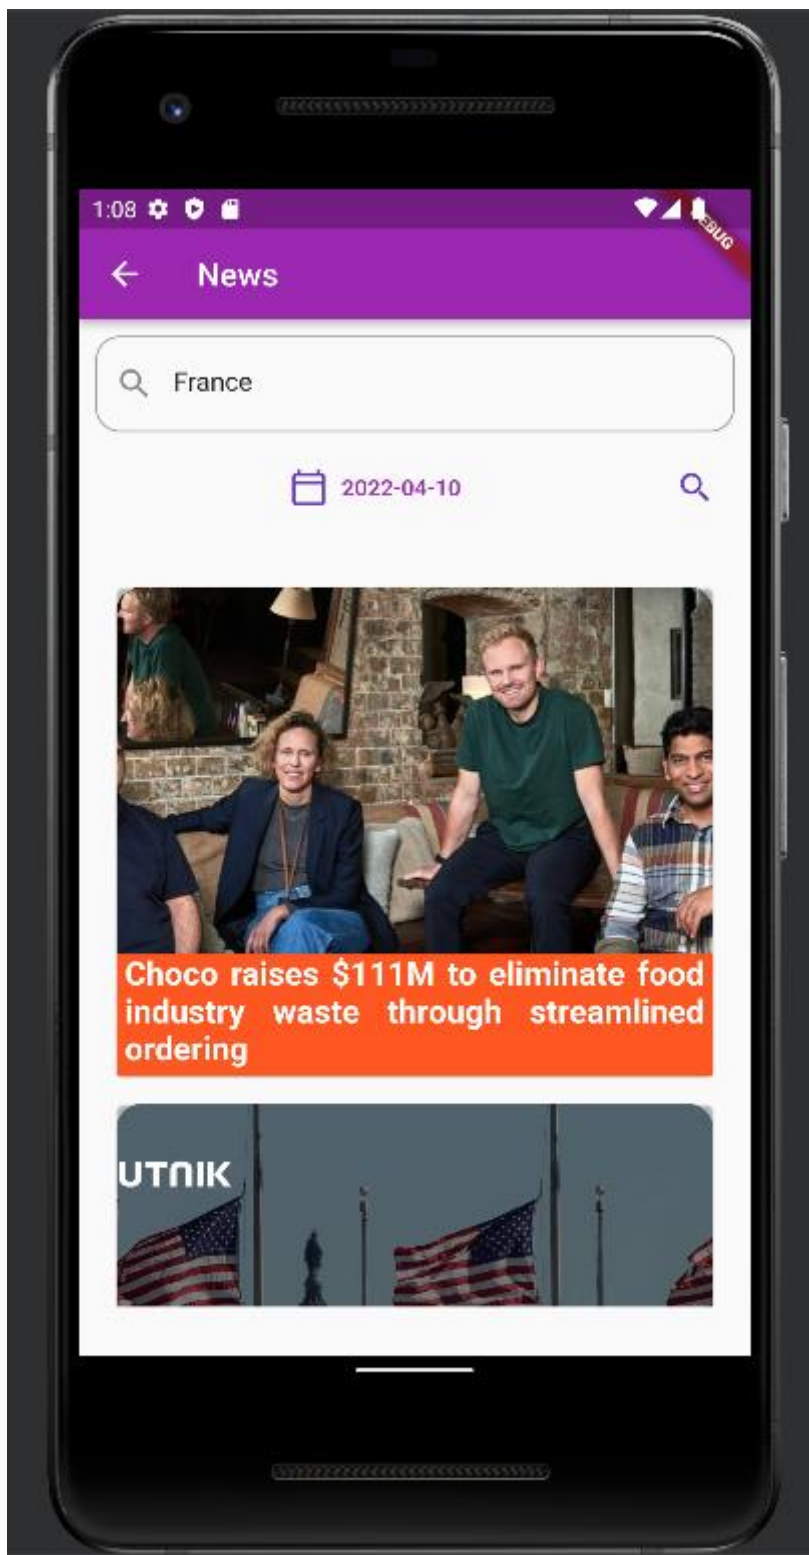 1:08
DEBUG
News
France
2022-04-10
Choco raises $111M to eliminate food
industry waste through streamlined
ordering
UTNIK